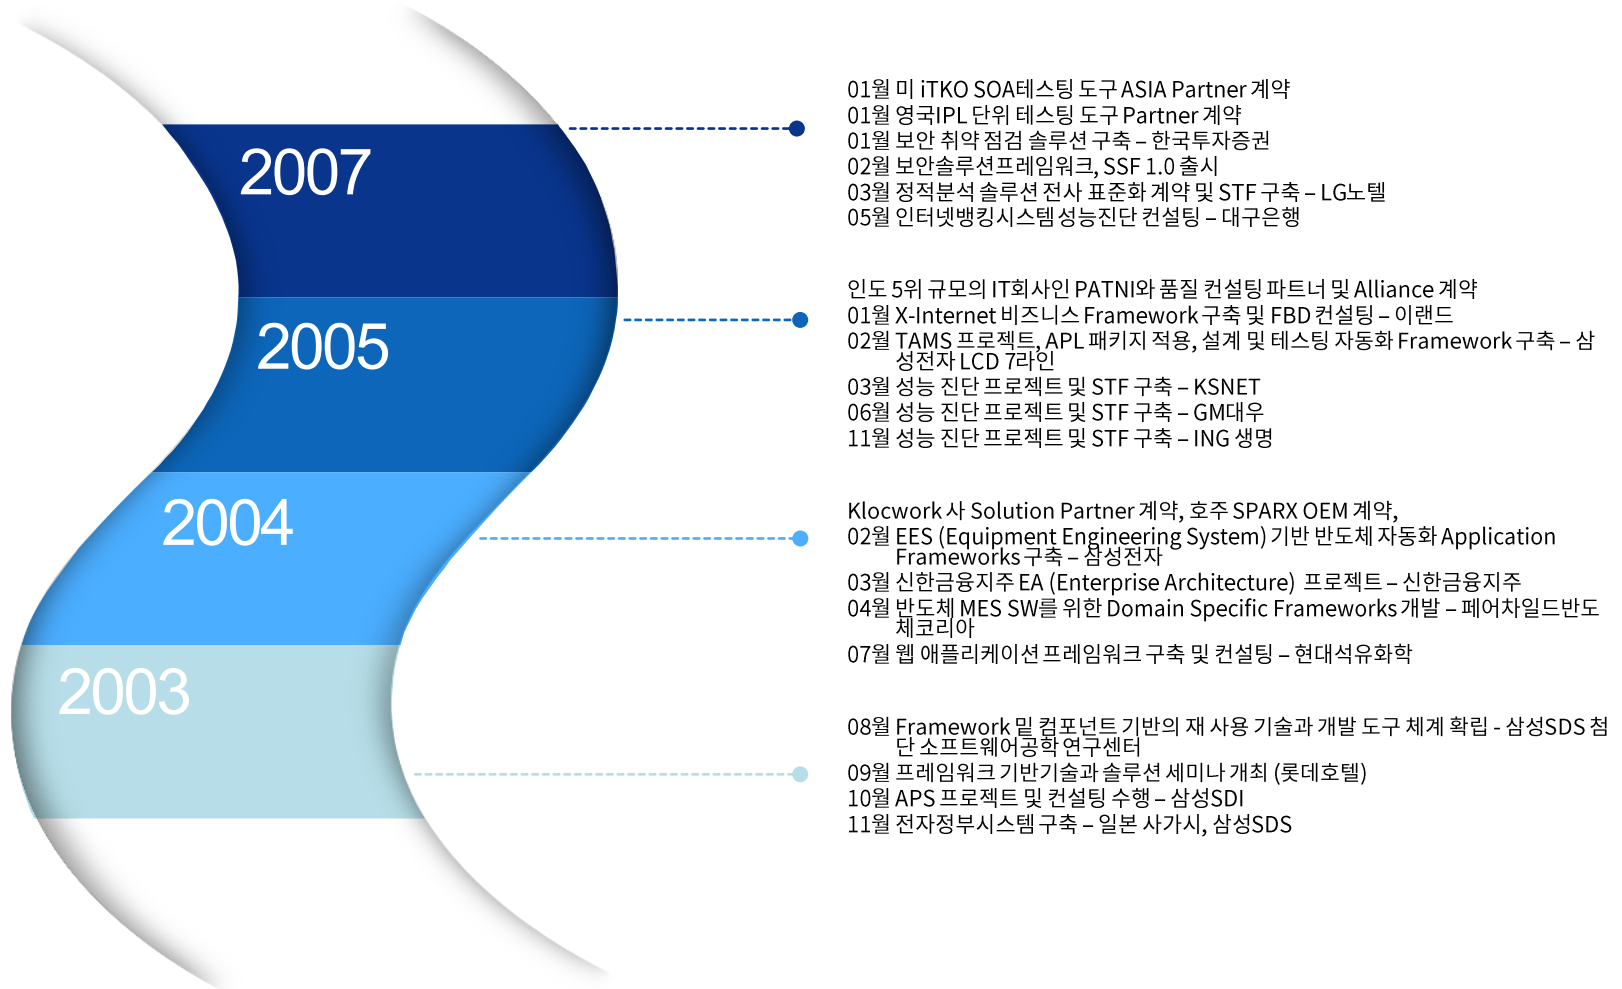 2007
01월 미 iTKO SOA테스팅 도구 ASIA Partner 계약
01월 영국IPL 단위 테스팅 도구 Partner 계약
01월 보안 취약 점검 솔루션 구축 – 한국투자증권
02월 보안솔루션프레임워크, SSF 1.0 출시
03월 정적분석 솔루션 전사 표준화 계약 및 STF 구축 – LG노텔
05월 인터넷뱅킹시스템 성능진단 컨설팅 – 대구은행
2005
인도 5위 규모의 IT회사인 PATNI와 품질 컨설팅 파트너 및 Alliance 계약
01월 X-Internet 비즈니스 Framework 구축 및 FBD 컨설팅 – 이랜드
02월 TAMS 프로젝트, APL 패키지 적용, 설계 및 테스팅 자동화 Framework 구축 – 삼
성전자 LCD 7라인
03월 성능 진단 프로젝트 및 STF 구축 – KSNET
06월 성능 진단 프로젝트 및 STF 구축 – GM대우
11월 성능 진단 프로젝트 및 STF 구축 – ING 생명
2004
Klocwork 사 Solution Partner 계약, 호주 SPARX OEM 계약,
02월 EES (Equipment Engineering System) 기반 반도체 자동화 Application
Frameworks 구축 – 삼성전자
03월 신한금융지주 EA (Enterprise Architecture) 프로젝트 – 신한금융지주
04월 반도체 MES SW를 위한 Domain Specific Frameworks 개발 – 페어차일드반도
체코리아
07월 웹 애플리케이션 프레임워크 구축 및 컨설팅 – 현대석유화학
2003
08월 Framework 밑 컴포넌트 기반의 재 사용 기술과 개발 도구 체계 확립 - 삼성SDS 첨
단 소프트웨어공학 연구센터
09월 프레임워크 기반기술과 솔루션 세미나 개최 (롯데호텔)
10월 APS 프로젝트 및 컨설팅 수행 – 삼성SDI
11월 전자정부시스템 구축 – 일본 사가시, 삼성SDS